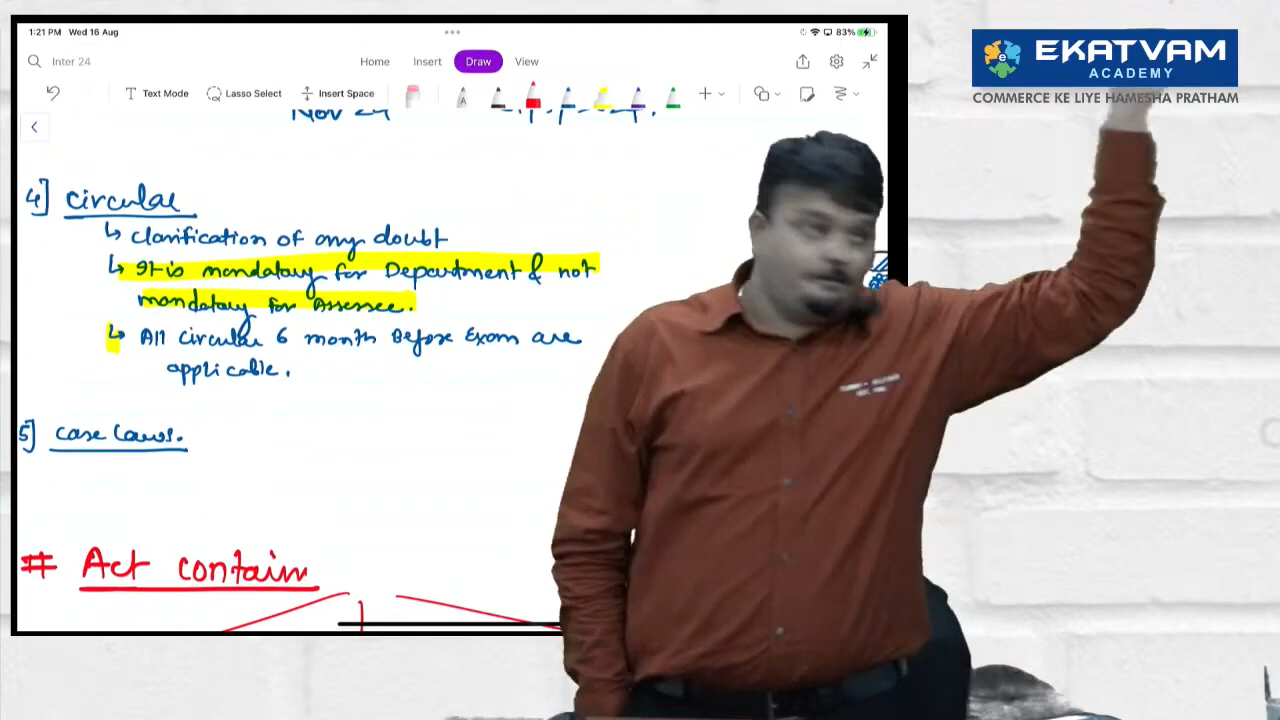 1:21 PM Wed 16 Aug
83%
Inter 24
Home Insert Draw View
Text Mode Lasso Select Insert Space
Nov 24
4] Circular
↳ Clarification of any doubt
↳ It is mandatory for Department & not
mandatory for Assessee.
↳ All circular 6 month Before Exam are
applicable.
5] Case Laws.
# Act contain
EKATVAM
ACADEMY
COMMERCE KE LIYE HAMESHA PRATHAM